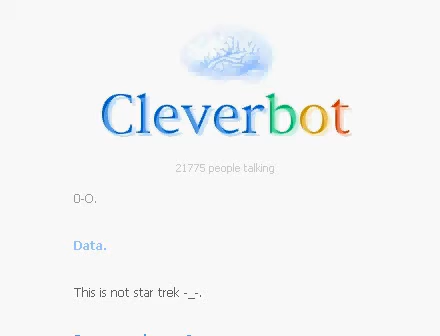 Cleverbot
21775 people talking
0-O.
Data.
This is not star trek -_-.